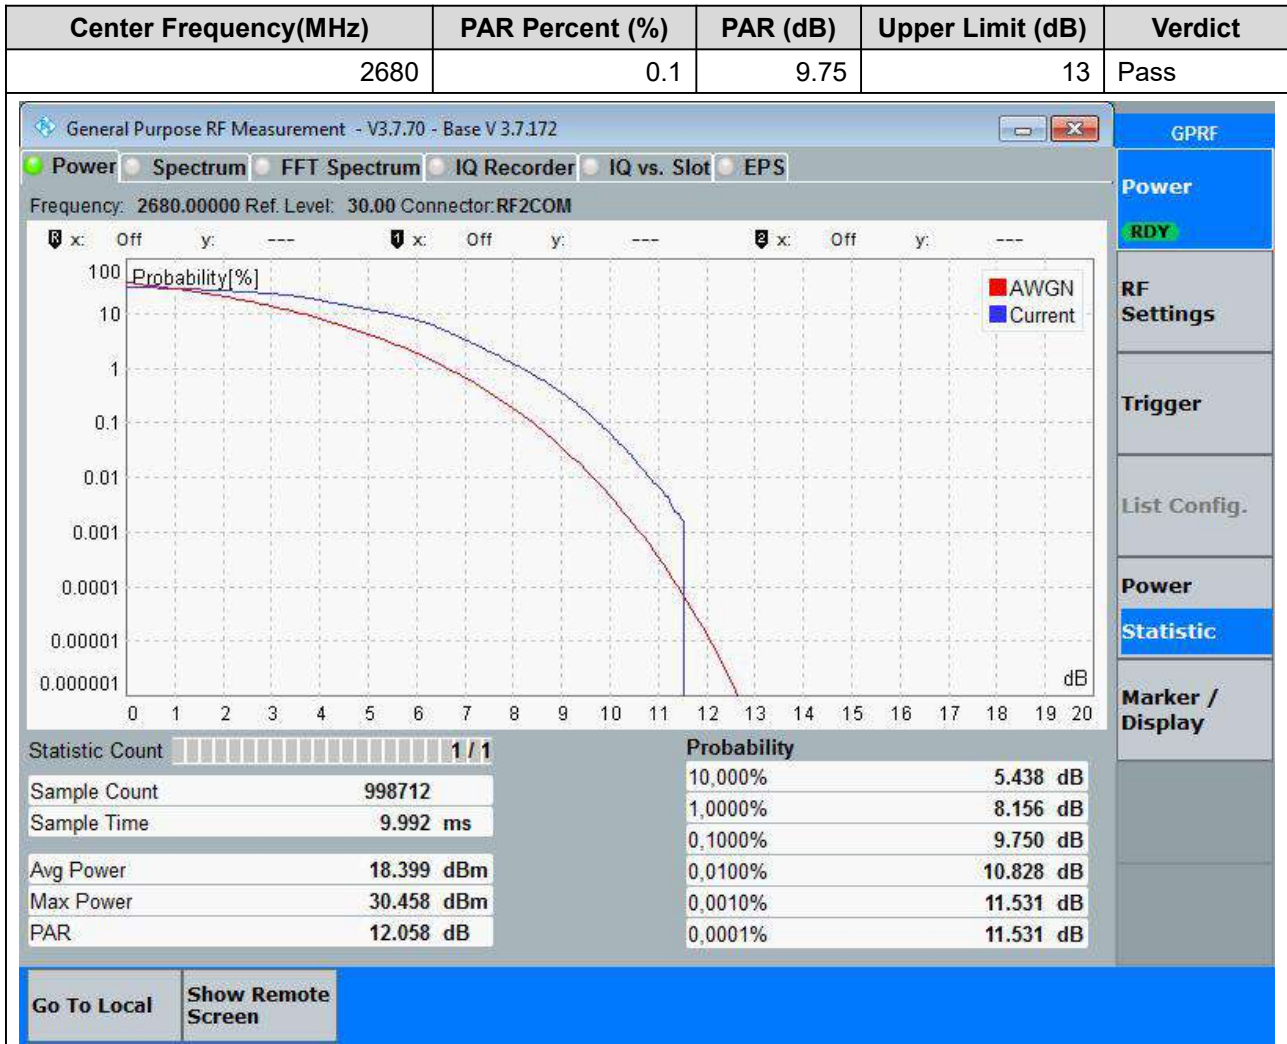 Center Frequency(MHz) PAR Percent (%) PAR (dB) Upper Limit (dB) Verdict
2680 0.1 9.75 13 Pass
General Purpose RF Measurement - V3.7.70 - Base V 3.7.172
GPRF
Power Spectrum FFT Spectrum IQ Recorder IQ vs. Slot EPS
Frequency: 2680.00000 Ref. Level: 30.00 Connector:RF2COM
R x: Off y: --- 1 x: Off y: --- 2 x: Off y: ---
Probability[%]
AWGN
Current
100
10
1
0.1
0.01
0.001
0.0001
0.00001
0.000001
dB
0 1 2 3 4 5 6 7 8 9 10 11 12 13 14 15 16 17 18 19 20
Statistic Count 1 / 1
Sample Count 998712
Sample Time 9.992 ms
Avg Power 18.399 dBm
Max Power 30.458 dBm
PAR 12.058 dB
Probability
10,000% 5.438 dB
1,0000% 8.156 dB
0,1000% 9.750 dB
0,0100% 10.828 dB
0,0010% 11.531 dB
0,0001% 11.531 dB
Power
RDY
RF
Settings
Trigger
List Config.
Power
Statistic
Marker /
Display
Go To Local
Show Remote
Screen